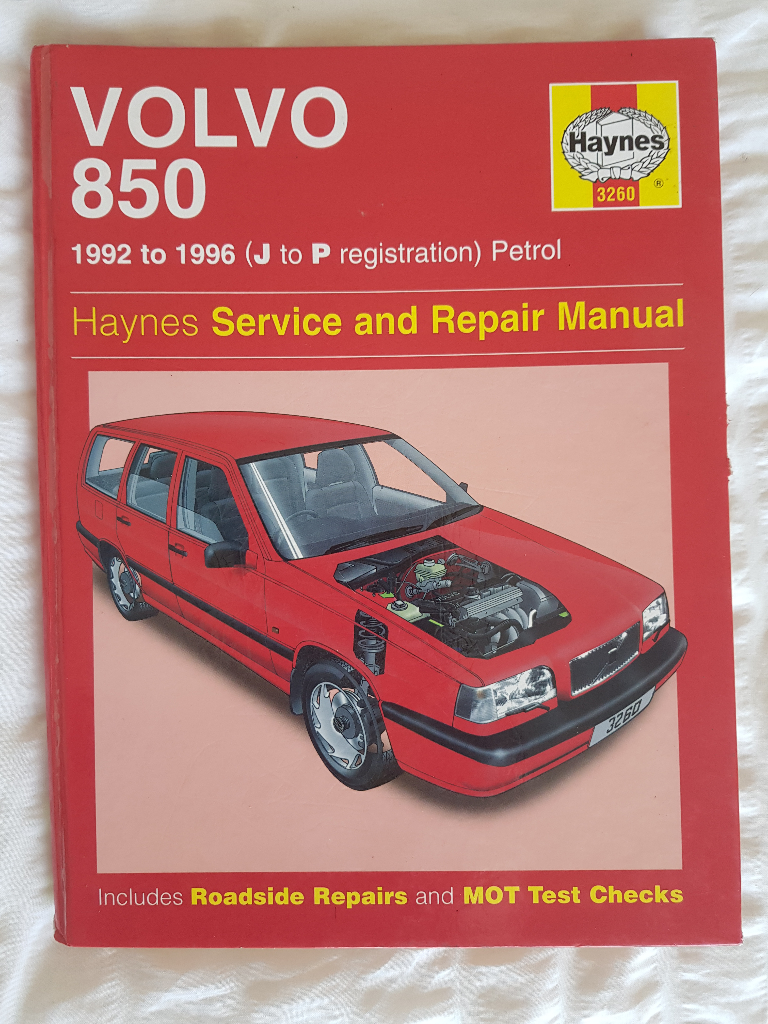 VOLVO
850
Haynes
®
3260
1992 to 1996 (J to P registration) Petrol
Haynes Service and Repair Manual
3260
Includes Roadside Repairs and MOT Test Checks